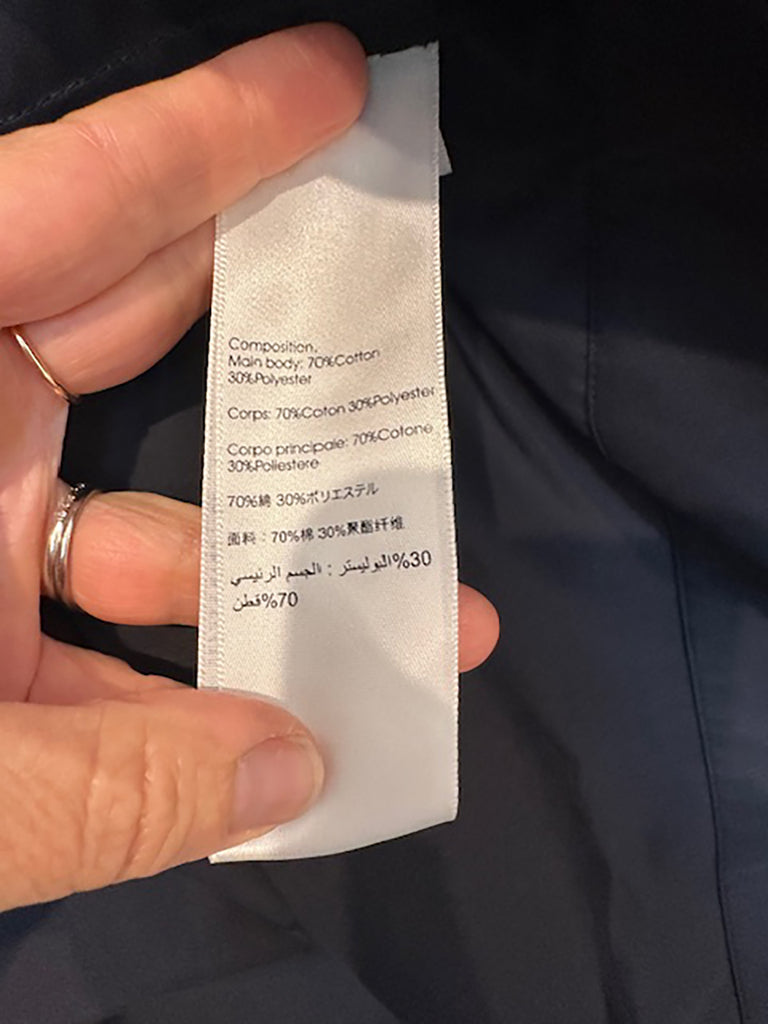 Composition,
Main body: 70%Cotton
30%Polyester
Corps: 70%Coton 30%Polyester
Corpo principale: 70%Cotone
30%Poliestere
70%綿 30%ポリエステル
面料：70%棉 30%聚酯纤维
30%البوليستر : الجسم الرئيسي
70%قطن